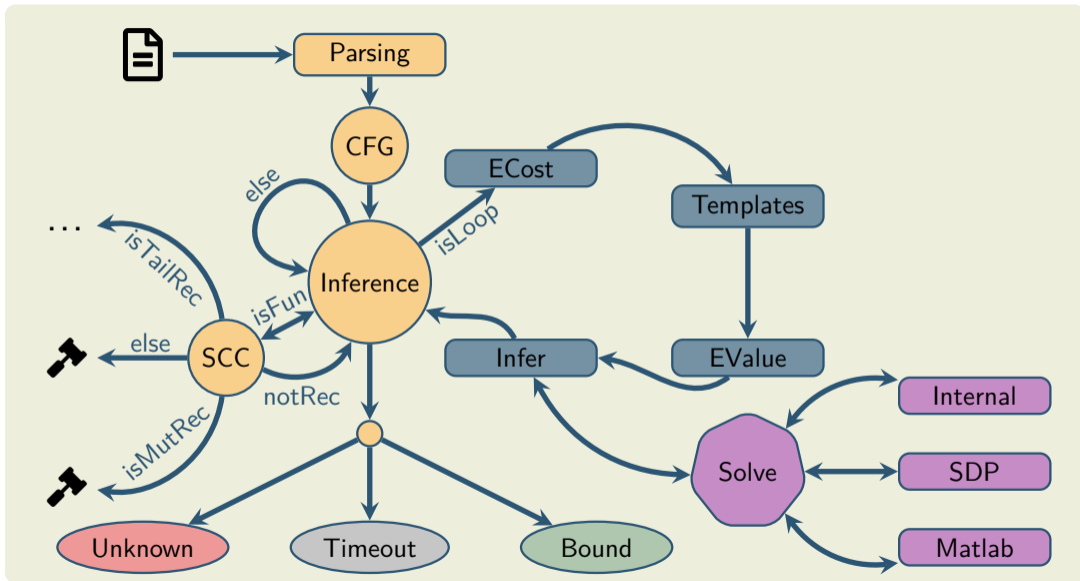 Parsing
CFG
ECost
else
isLoop
Templates
...
isTailRec
Inference
isFun
else
SCC
Infer
EValue
notRec
Internal
isMutRec
Solve
SDP
Unknown
Timeout
Bound
Matlab